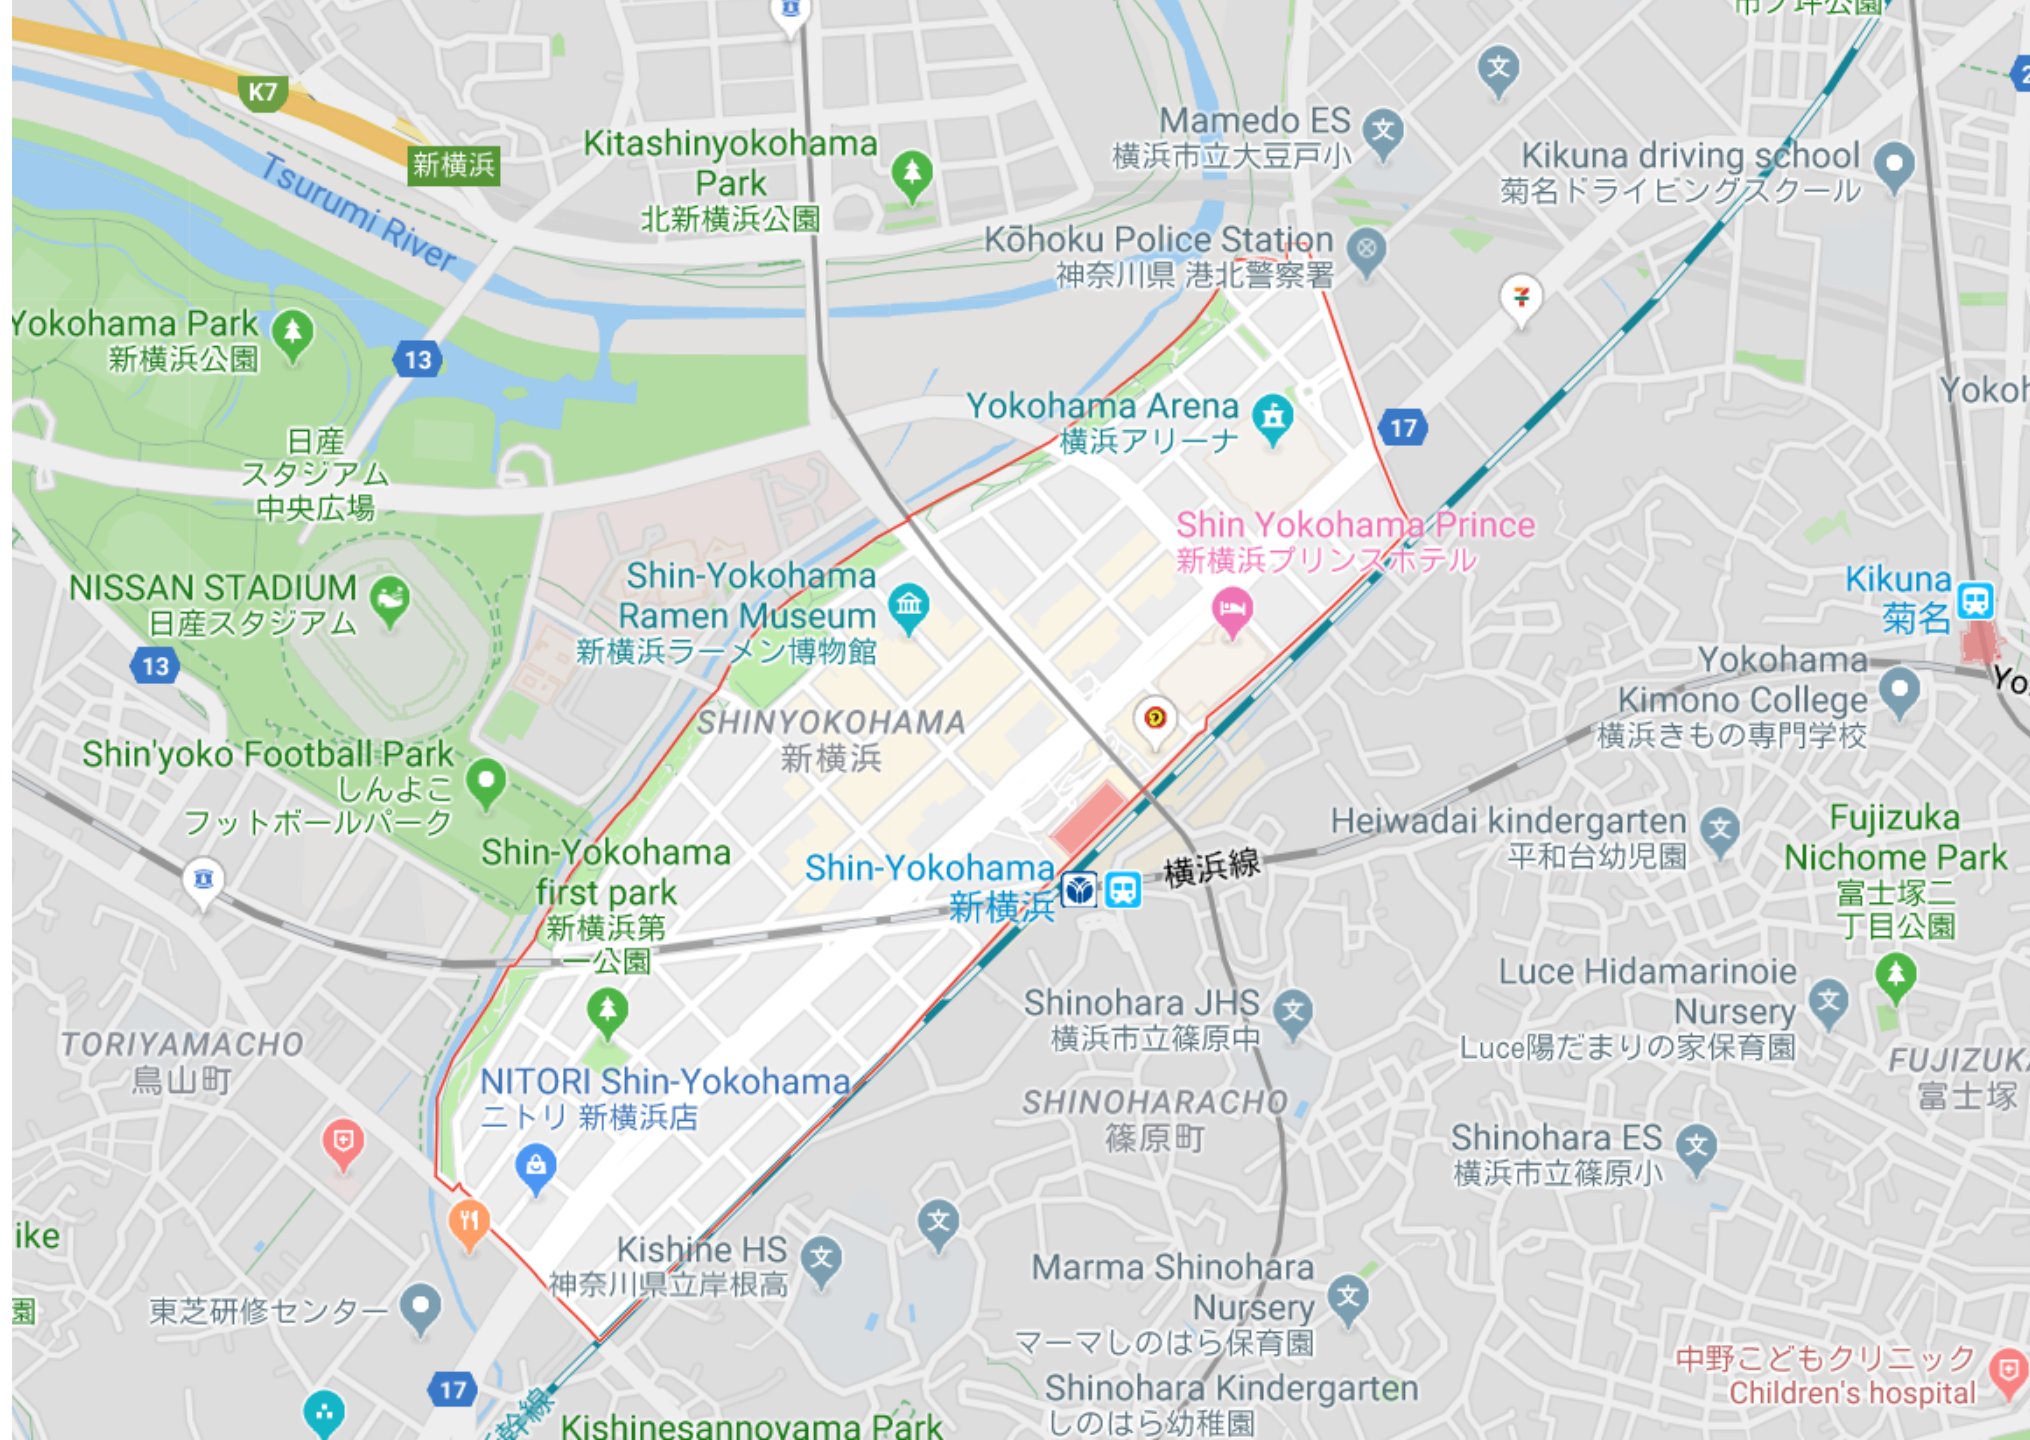 K7
新横浜
Tsurumi River
Kitashinyokohama
Park
北新横浜公園
Mamedo ES
横浜市立大豆戸小
文
文
Kikuna driving school
菊名ドライビングスクール
Kōhoku Police Station
神奈川県 港北警察署
Yokohama Park
新横浜公園
13
日産
スタジアム
中央広場
Yokohama Arena
横浜アリーナ
17
NISSAN STADIUM
日産スタジアム
13
Shin-Yokohama
Ramen Museum
新横浜ラーメン博物館
Shin Yokohama Prince
新横浜プリンスホテル
Kikuna
菊名
Yokohama
Kimono College
横浜きもの専門学校
SHINYOKOHAMA
新横浜
Shin'yoko Football Park
しんよこ
フットボールパーク
Shin-Yokohama
first park
新横浜第
一公園
Shin-Yokohama
新横浜
横浜線
Heiwadai kindergarten
平和台幼児園
文
Fujizuka
Nichome Park
富士塚二
丁目公園
TORIYAMACHO
鳥山町
Shinohara JHS
横浜市立篠原中
文
Luce Hidamarinoie
Nursery
Luce陽だまりの家保育園
文
FUJIZUKA
富士塚
NITORI Shin-Yokohama
ニトリ 新横浜店
SHINOHARACHO
篠原町
Shinohara ES
横浜市立篠原小
文
Kishine HS
神奈川県立岸根高
文
文
Marma Shinohara
Nursery
マーマしのはら保育園
文
東芝研修センター
17
幹線
Shinohara Kindergarten
しのはら幼稚園
中野こどもクリニック
Children's hospital
Kishinesannoyama Park